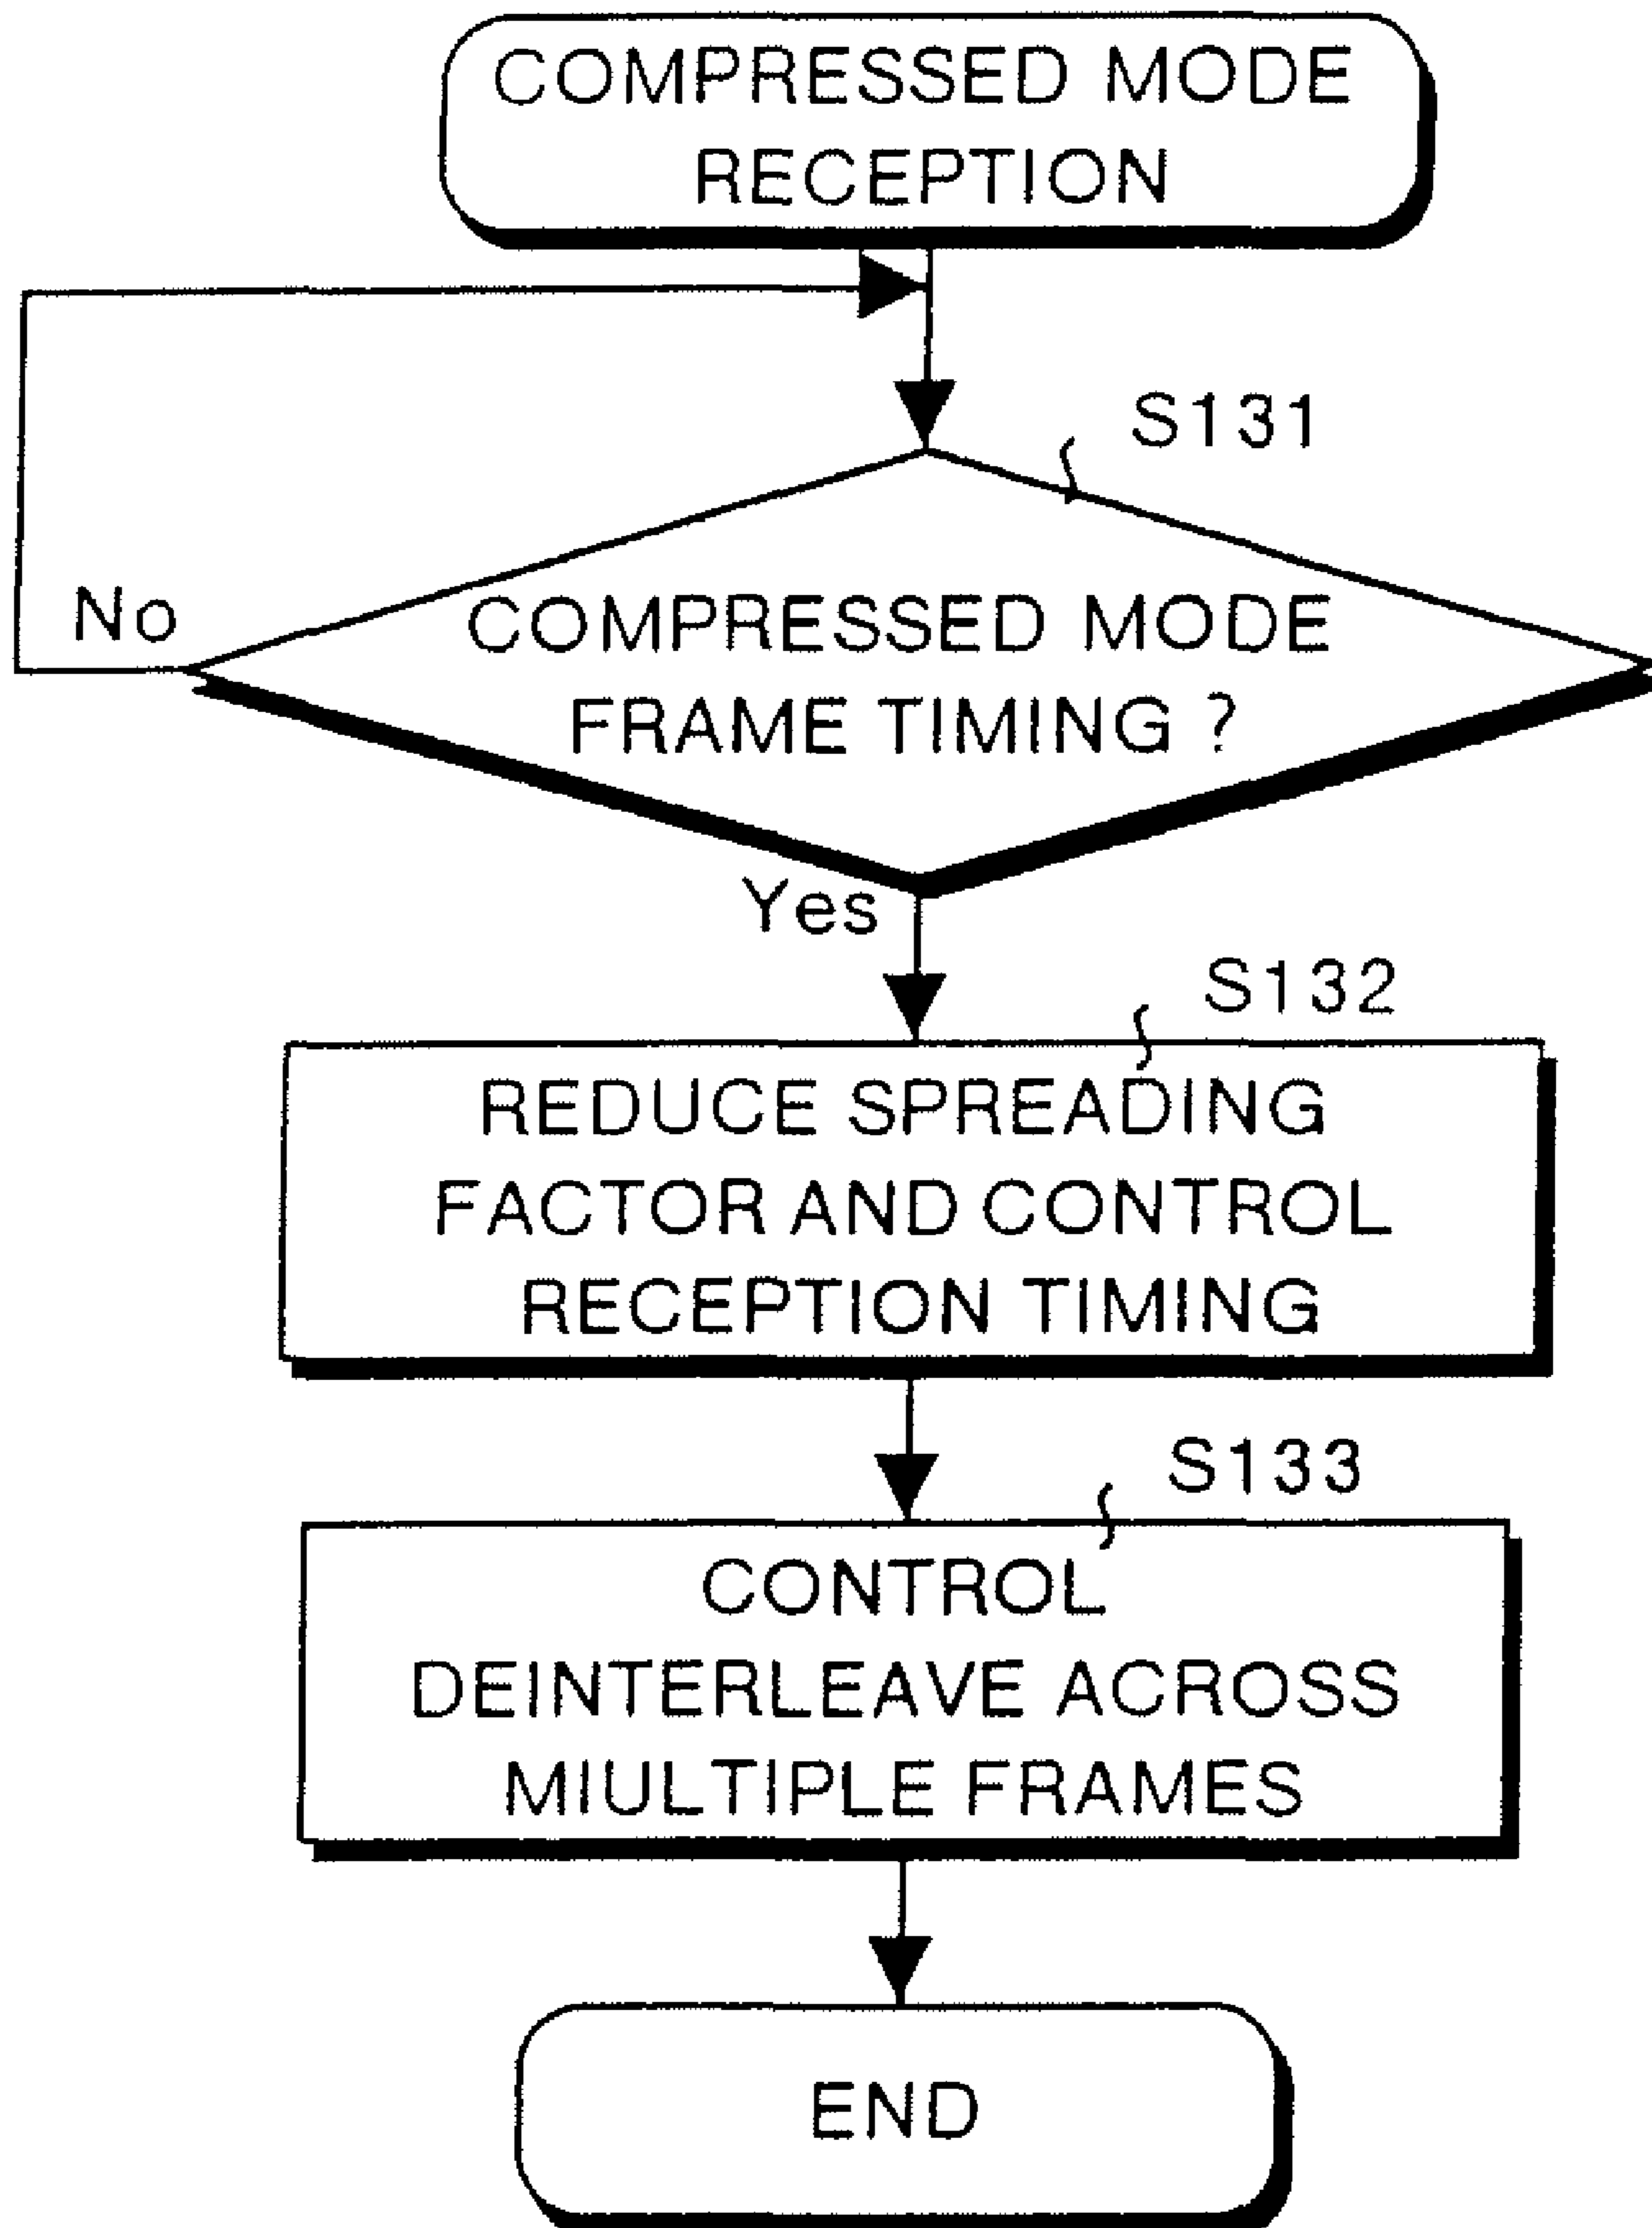 COMPRESSED MODE
RECEPTION
S131
No
COMPRESSED MODE
FRAME TIMING ?
Yes
S132
REDUCE SPREADING
FACTOR AND CONTROL
RECEPTION TIMING
S133
CONTROL
DEINTERLEAVE ACROSS
MIULTIPLE FRAMES
END